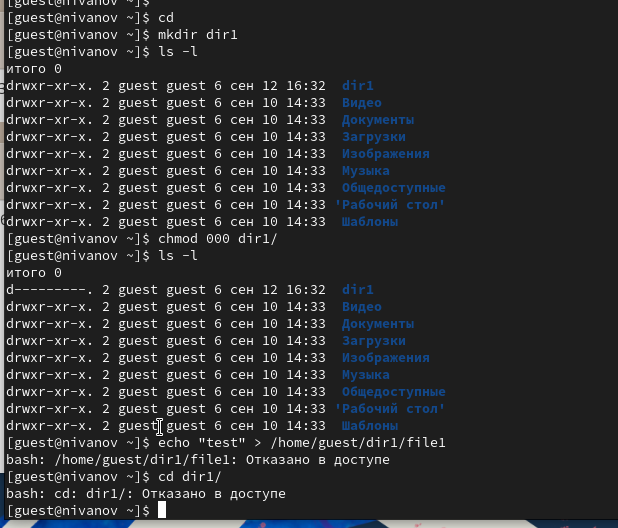 [guest@nivanov ~]$
[guest@nivanov ~]$ cd
[guest@nivanov ~]$ mkdir dir1
[guest@nivanov ~]$ ls -l
итого 0
drwxr-xr-x. 2 guest guest 6 сен 12 16:32  dir1
drwxr-xr-x. 2 guest guest 6 сен 10 14:33  Видео
drwxr-xr-x. 2 guest guest 6 сен 10 14:33  Документы
drwxr-xr-x. 2 guest guest 6 сен 10 14:33  Загрузки
drwxr-xr-x. 2 guest guest 6 сен 10 14:33  Изображения
drwxr-xr-x. 2 guest guest 6 сен 10 14:33  Музыка
drwxr-xr-x. 2 guest guest 6 сен 10 14:33  Общедоступные
drwxr-xr-x. 2 guest guest 6 сен 10 14:33 'Рабочий стол'
drwxr-xr-x. 2 guest guest 6 сен 10 14:33  Шаблоны
[guest@nivanov ~]$ chmod 000 dir1/
[guest@nivanov ~]$ ls -l
итого 0
d---------. 2 guest guest 6 сен 12 16:32  dir1
drwxr-xr-x. 2 guest guest 6 сен 10 14:33  Видео
drwxr-xr-x. 2 guest guest 6 сен 10 14:33  Документы
drwxr-xr-x. 2 guest guest 6 сен 10 14:33  Загрузки
drwxr-xr-x. 2 guest guest 6 сен 10 14:33  Изображения
drwxr-xr-x. 2 guest guest 6 сен 10 14:33  Музыка
drwxr-xr-x. 2 guest guest 6 сен 10 14:33  Общедоступные
drwxr-xr-x. 2 guest guest 6 сен 10 14:33 'Рабочий стол'
drwxr-xr-x. 2 guest guest 6 сен 10 14:33  Шаблоны
[guest@nivanov ~]$ echo "test" > /home/guest/dir1/file1
bash: /home/guest/dir1/file1: Отказано в доступе
[guest@nivanov ~]$ cd dir1/
bash: cd: dir1/: Отказано в доступе
[guest@nivanov ~]$